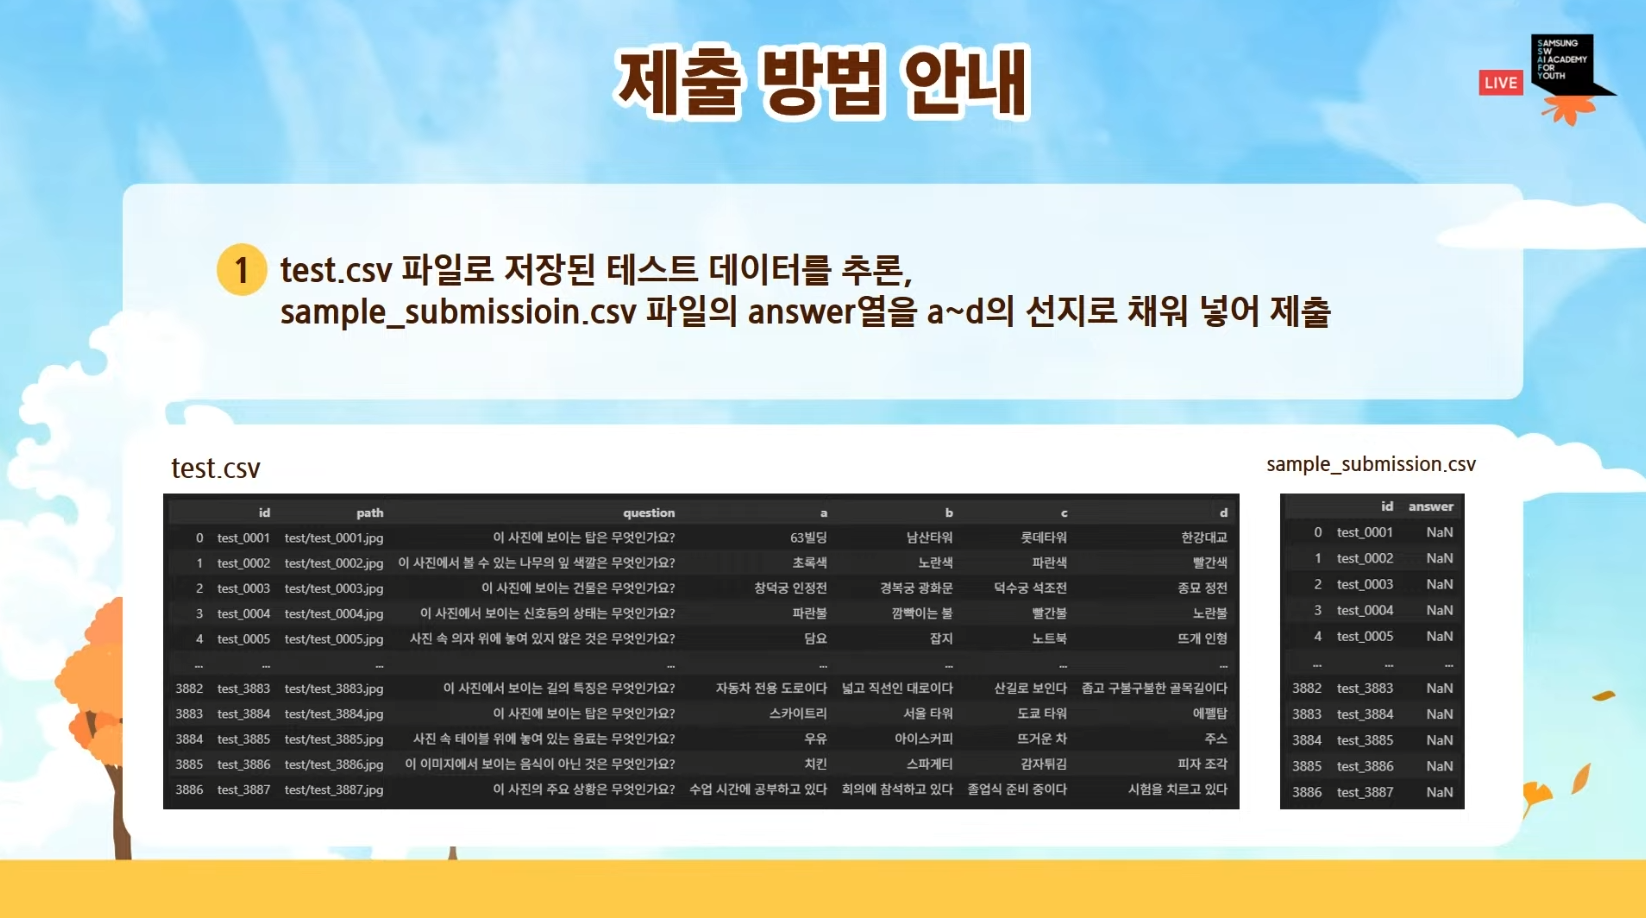 제출 방법 안내
LIVE
SAMSUNG
SW
AI ACADEMY
FOR
YOUTH
1 test.csv 파일로 저장된 테스트 데이터를 추론,
sample_submissioin.csv 파일의 answer열을 a~d의 선지로 채워 넣어 제출
test.csv
id path question a b c d
0 test_0001 test/test_0001.jpg 이 사진에 보이는 탑은 무엇인가요? 63빌딩 남산타워 롯데타워 한강대교
1 test_0002 test/test_0002.jpg 이 사진에서 볼 수 있는 나무의 잎 색깔은 무엇인가요? 초록색 노란색 파란색 빨간색
2 test_0003 test/test_0003.jpg 이 사진에 보이는 건물은 무엇인가요? 창덕궁 인정전 경복궁 광화문 덕수궁 석조전 종묘 정전
3 test_0004 test/test_0004.jpg 이 사진에서 보이는 신호등의 상태는 무엇인가요? 파란불 깜빡이는 불 빨간불 노란불
4 test_0005 test/test_0005.jpg 사진 속 의자 위에 놓여 있지 않은 것은 무엇인가요? 담요 잡지 노트북 뜨개 인형
... ... ... ... ... ... ... ...
3882 test_3883 test/test_3883.jpg 이 사진에서 보이는 길의 특징은 무엇인가요? 자동차 전용 도로이다 넓고 직선인 대로이다 산길로 보인다 좁고 구불구불한 골목길이다
3883 test_3884 test/test_3884.jpg 이 사진에 보이는 탑은 무엇인가요? 스카이트리 서울 타워 도쿄 타워 에펠탑
3884 test_3885 test/test_3885.jpg 사진 속 테이블 위에 놓여 있는 음료는 무엇인가요? 우유 아이스커피 뜨거운 차 주스
3885 test_3886 test/test_3886.jpg 이 이미지에서 보이는 음식이 아닌 것은 무엇인가요? 치킨 스파게티 감자튀김 피자 조각
3886 test_3887 test/test_3887.jpg 이 사진의 주요 상황은 무엇인가요? 수업 시간에 공부하고 있다 회의에 참석하고 있다 졸업식 준비 중이다 시험을 치르고 있다
sample_submission.csv
id answer
0 test_0001 NaN
1 test_0002 NaN
2 test_0003 NaN
3 test_0004 NaN
4 test_0005 NaN
... ... ...
3882 test_3883 NaN
3883 test_3884 NaN
3884 test_3885 NaN
3885 test_3886 NaN
3886 test_3887 NaN